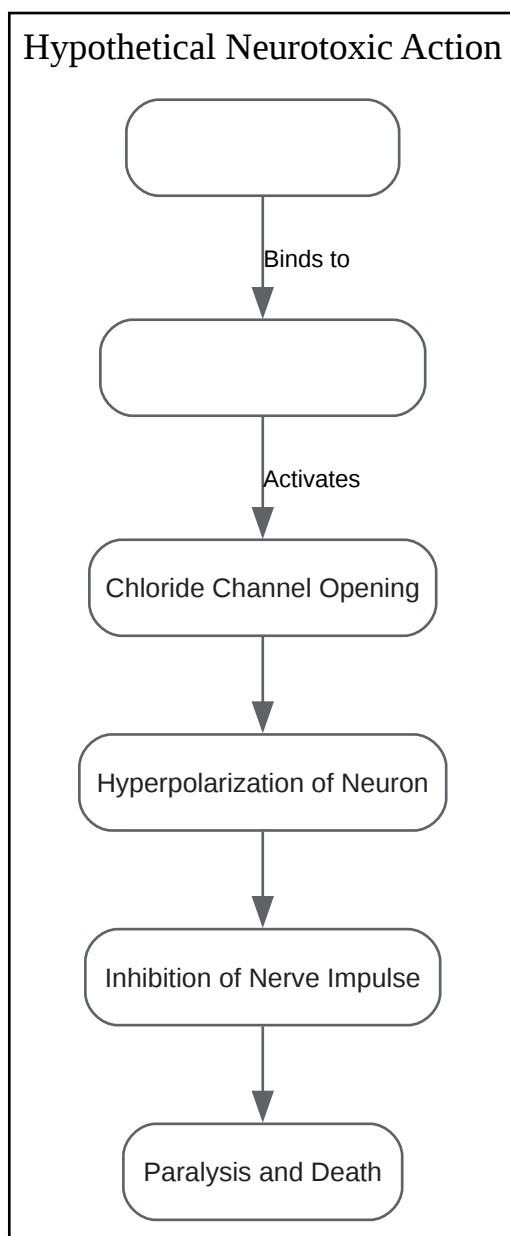 Hypothetical Neurotoxic Action
Binds to
Activates
Chloride Channel Opening
Hyperpolarization of Neuron
Inhibition of Nerve Impulse
Paralysis and Death